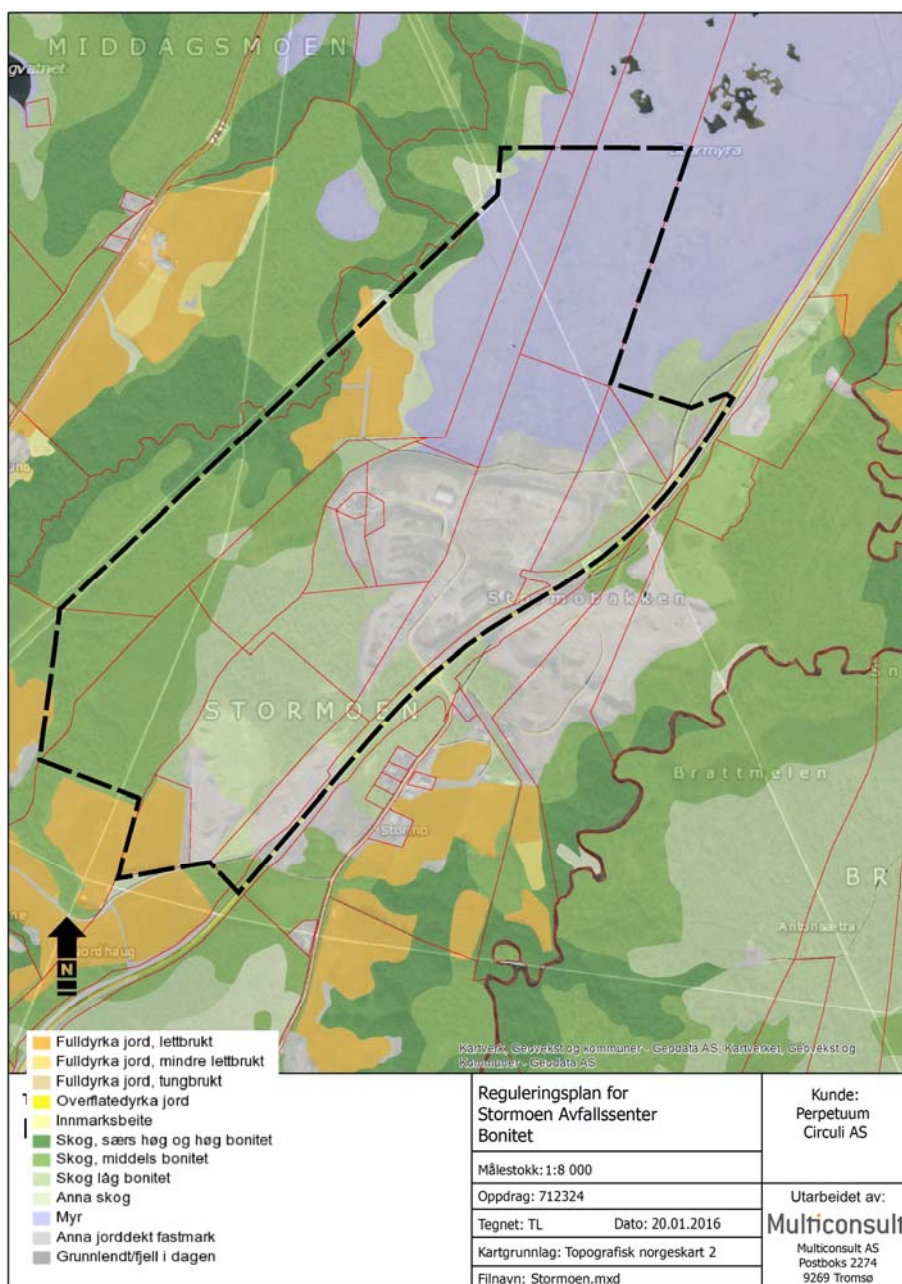 MIDDAGSMOEN
gvatnet
Stormyra
Stormobakken
STORMOEN
Brattmelen
Stormo
BR
Antonsætra
Nordhaug
N
Kartverk, Geovekst og kommuner - Geodata AS, Kartverket, Geovekst og
Kommuner - Geodata AS
Fulldyrka jord, lettbrukt
Fulldyrka jord, mindre lettbrukt
Fulldyrka jord, tungbrukt
Overflatedyrka jord
Innmarksbeite
Skog, særs høg og høg bonitet
Skog, middels bonitet
Skog låg bonitet
Anna skog
Myr
Anna jorddekt fastmark
Grunnlendt/fjell i dagen
Reguleringsplan for
Stormoen Avfallssenter
Bonitet
Målestokk: 1:8 000
Oppdrag: 712324
Tegnet: TL Dato: 20.01.2016
Kartgrunnlag: Topografisk norgeskart 2
Filnavn: Stormoen.mxd
Kunde:
Perpetuum
Circuli AS
Utarbeidet av:
Multiconsult
Multiconsult AS
Postboks 2274
9269 Tromsø